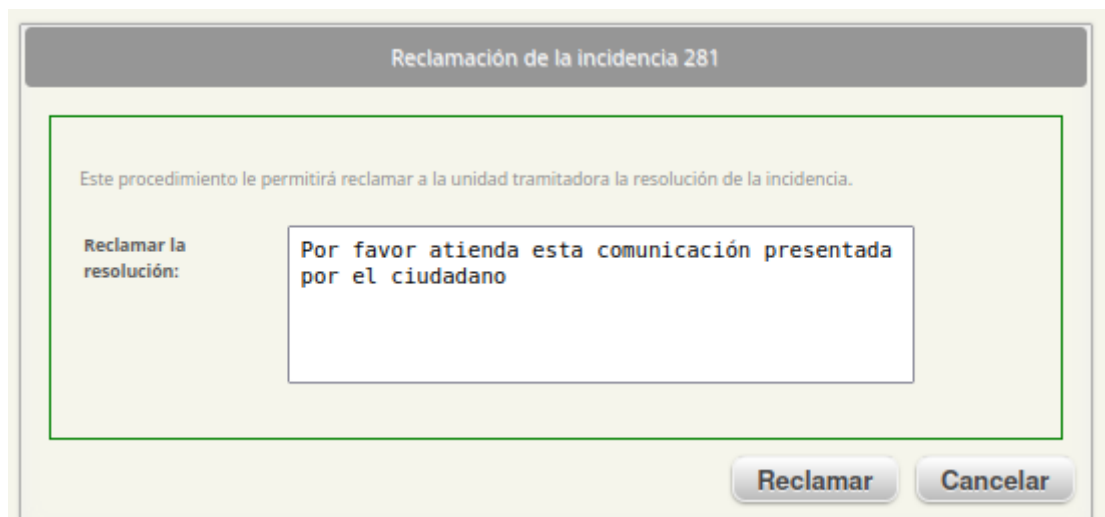 Reclamación de la incidencia 281
Este procedimiento le permitirá reclamar a la unidad tramitadora la resolución de la incidencia.
Reclamar la
resolución:
Por favor atienda esta comunicación presentada
por el ciudadano
Reclamar
Cancelar